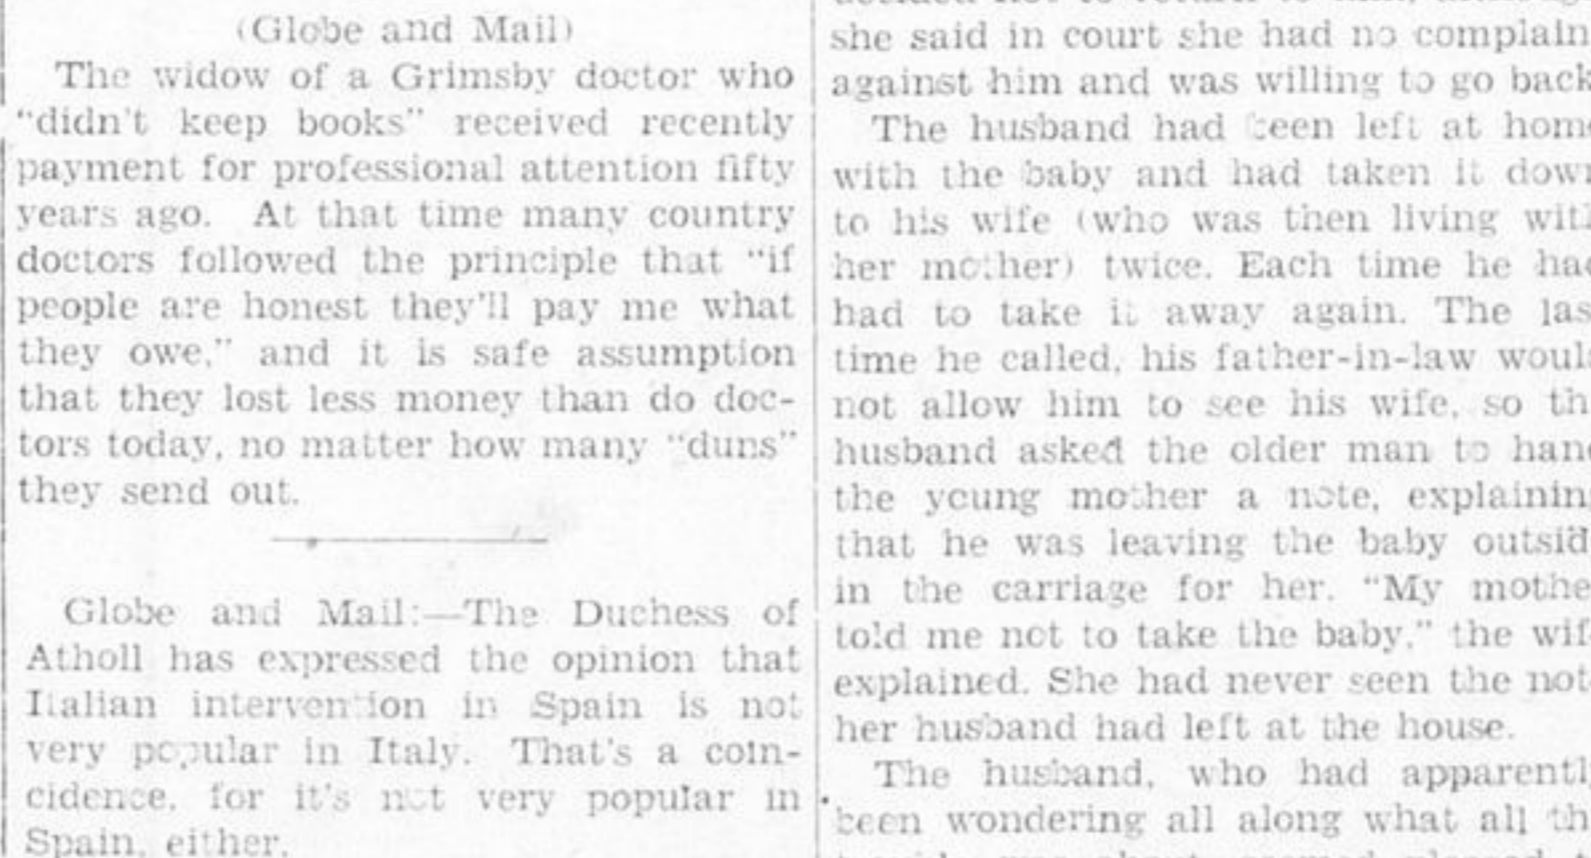 (Globe and Mail)
The widow of a Grimsby doctor who
"didn't keep books" received recently
payment for professional attention fifty
years ago. At that time many country
doctors followed the principle that "if
people are honest they'll pay me what
they owe," and it is safe assumption
that they lost less money than do doc-
tors today, no matter how many "duns"
they send out.
Globe and Mail:—The Duchess of
Atholl has expressed the opinion that
Italian intervention in Spain is not
very popular in Italy. That's a coin-
cidence, for it's not very popular in
Spain, either.
she said in court she had no complain
against him and was willing to go back
The husband had been left at home
with the baby and had taken it down
to his wife (who was then living with
her mother) twice. Each time he had
had to take it away again. The las
time he called, his father-in-law would
not allow him to see his wife, so th
husband asked the older man to hand
the young mother a note, explainin
that he was leaving the baby outsid
in the carriage for her. "My mothe
told me not to take the baby," the wif
explained. She had never seen the not
her husband had left at the house.
The husband, who had apparentl
been wondering all along what all th